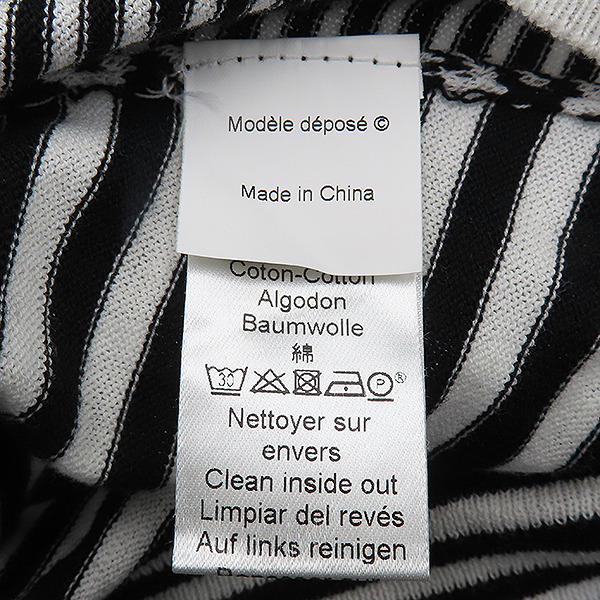 Modèle déposé ©
Made in China
Coton-Cotton
Algodon
Baumwolle
綿
30 P ®
Nettoyer sur
envers
Clean inside out
Limpiar del revés
Auf links reinigen